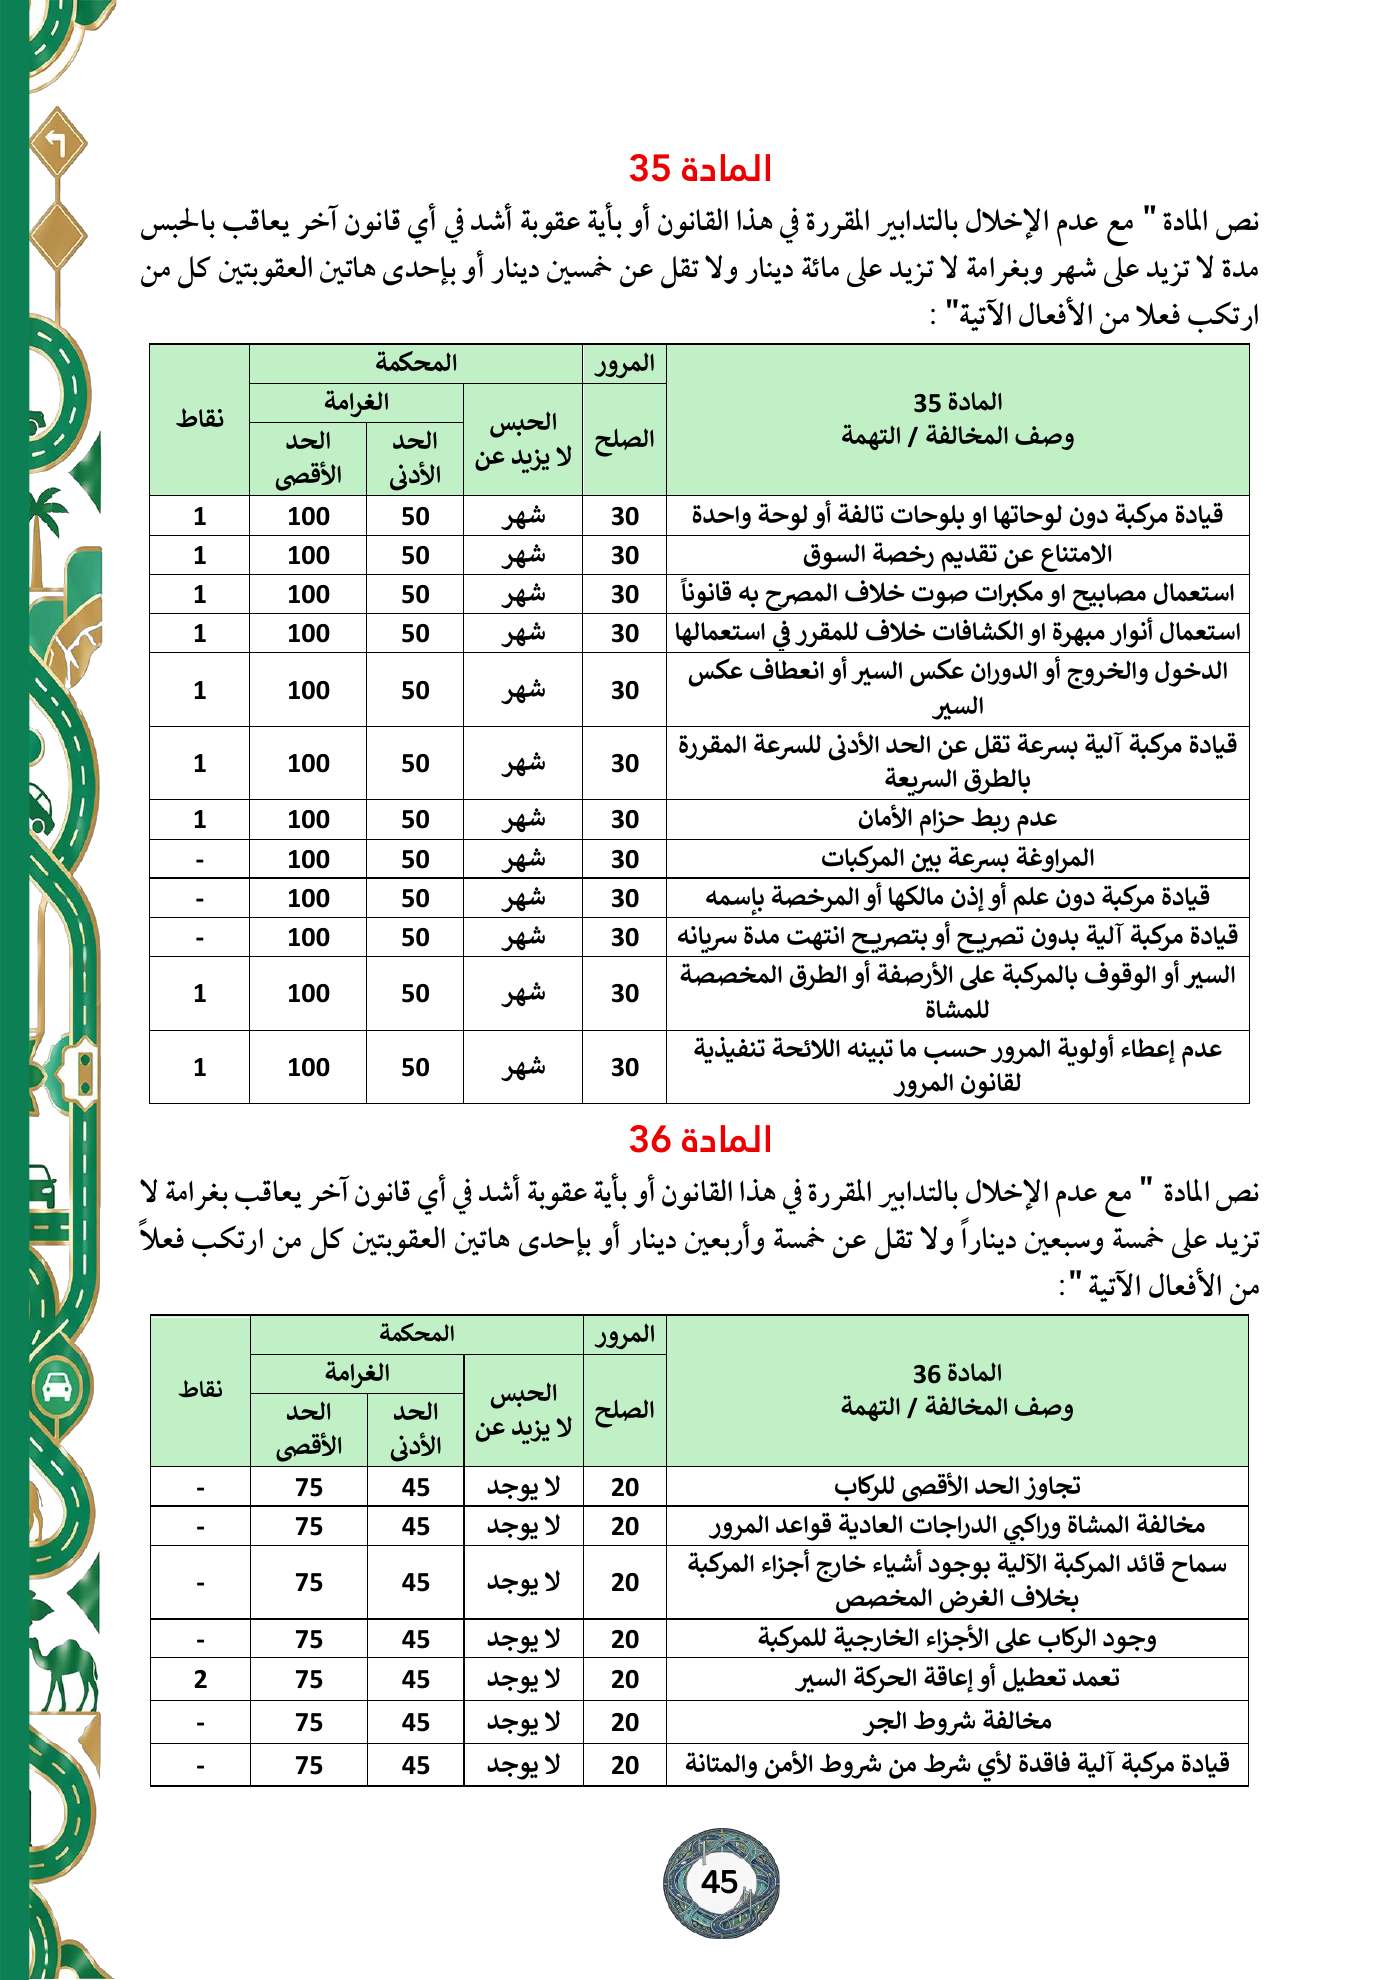 المادة 35
نص المادة " مع عدم الإخلال بالتدابير المقررة في هذا القانون أو بأية عقوبة أشد في أي قانون آخر يعاقب بالحبس
مدة لا تزيد على شهر وبغرامة لا تزيد على مائة دينار ولا تقل عن خمسين دينار أو بإحدى هاتين العقوبتين كل من
ارتكب فعلا من الأفعال الآتية" :
المادة 35 المرور المحكمة نقاط
وصف المخالفة / التهمة الصلح الحبس الغرامة
لا يزيد عن الحد الحد
الأدنى الأقصى
قيادة مركبة دون لوحاتها او بلوحات تالفة أو لوحة واحدة 30 شهر 50 100 1
الامتناع عن تقديم رخصة السوق 30 شهر 50 100 1
استعمال مصابيح او مكبرات صوت خلاف المصرح به قانوناً 30 شهر 50 100 1
استعمال أنوار مبهرة او الكشافات خلاف للمقرر في استعمالها 30 شهر 50 100 1
الدخول والخروج أو الدوران عكس السير أو انعطاف عكس
السير 30 شهر 50 100 1
قيادة مركبة آلية بسرعة تقل عن الحد الأدنى للسرعة المقررة
بالطرق السريعة 30 شهر 50 100 1
عدم ربط حزام الأمان 30 شهر 50 100 1
المراوغة بسرعة بين المركبات 30 شهر 50 100 -
قيادة مركبة دون علم أو إذن مالكها أو المرخصة بإسمه 30 شهر 50 100 -
قيادة مركبة آلية بدون تصريح أو بتصريح انتهت مدة سريانه 30 شهر 50 100 -
السير أو الوقوف بالمركبة على الأرصفة أو الطرق المخصصة
للمشاة 30 شهر 50 100 1
عدم إعطاء أولوية المرور حسب ما تبينه اللائحة تنفيذية
لقانون المرور 30 شهر 50 100 1
المادة 36
نص المادة " مع عدم الإخلال بالتدابير المقررة في هذا القانون أو بأية عقوبة أشد في أي قانون آخر يعاقب بغرامة لا
تزيد على خمسة وسبعين ديناراً ولا تقل عن خمسة وأربعين دينار أو بإحدى هاتين العقوبتين كل من ارتكب فعلاً
من الأفعال الآتية ":
المادة 36 المرور المحكمة نقاط
وصف المخالفة / التهمة الصلح الحبس الغرامة
لا يزيد عن الحد الحد
الأدنى الأقصى
تجاوز الحد الأقصى للركاب 20 لا يوجد 45 75 -
مخالفة المشاة وراكبي الدراجات العادية قواعد المرور 20 لا يوجد 45 75 -
سماح قائد المركبة الآلية بوجود أشياء خارج أجزاء المركبة
بخلاف الغرض المخصص 20 لا يوجد 45 75 -
وجود الركاب على الأجزاء الخارجية للمركبة 20 لا يوجد 45 75 -
تعمد تعطيل أو إعاقة الحركة السير 20 لا يوجد 45 75 2
مخالفة شروط الجر 20 لا يوجد 45 75 -
قيادة مركبة آلية فاقدة لأي شرط من شروط الأمن والمتانة 20 لا يوجد 45 75 -
45